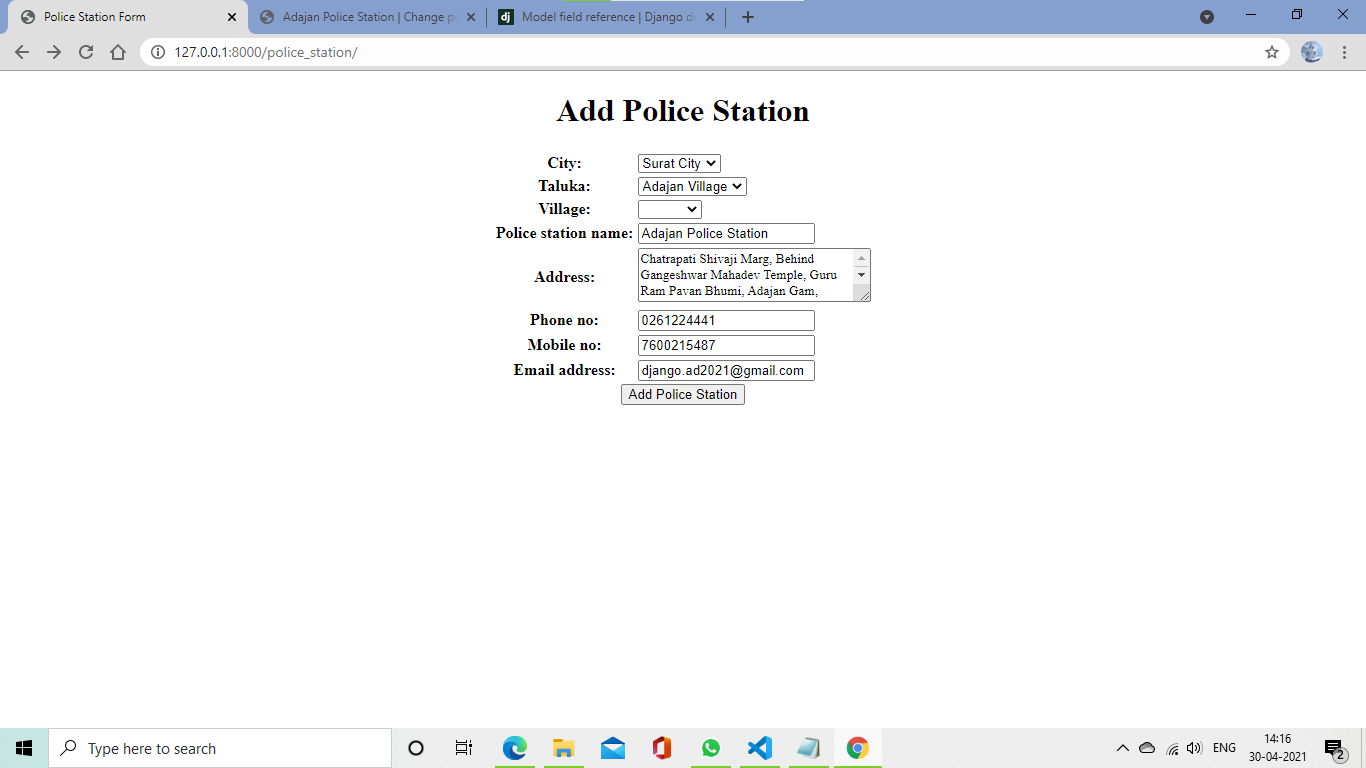 Police Station Form
Adajan Police Station | Change p
Model field reference | Django d
127.0.0.1:8000/police_station/
Add Police Station
City: Surat City
Taluka: Adajan Village
Village:
Police station name: Adajan Police Station
Address: Chatrapati Shivaji Marg, Behind
Gangeshwar Mahadev Temple, Guru
Ram Pavan Bhumi, Adajan Gam,
Phone no: 0261224441
Mobile no: 7600215487
Email address: django.ad2021@gmail.com
Add Police Station
Type here to search
ENG
14:16
30-04-2021
2